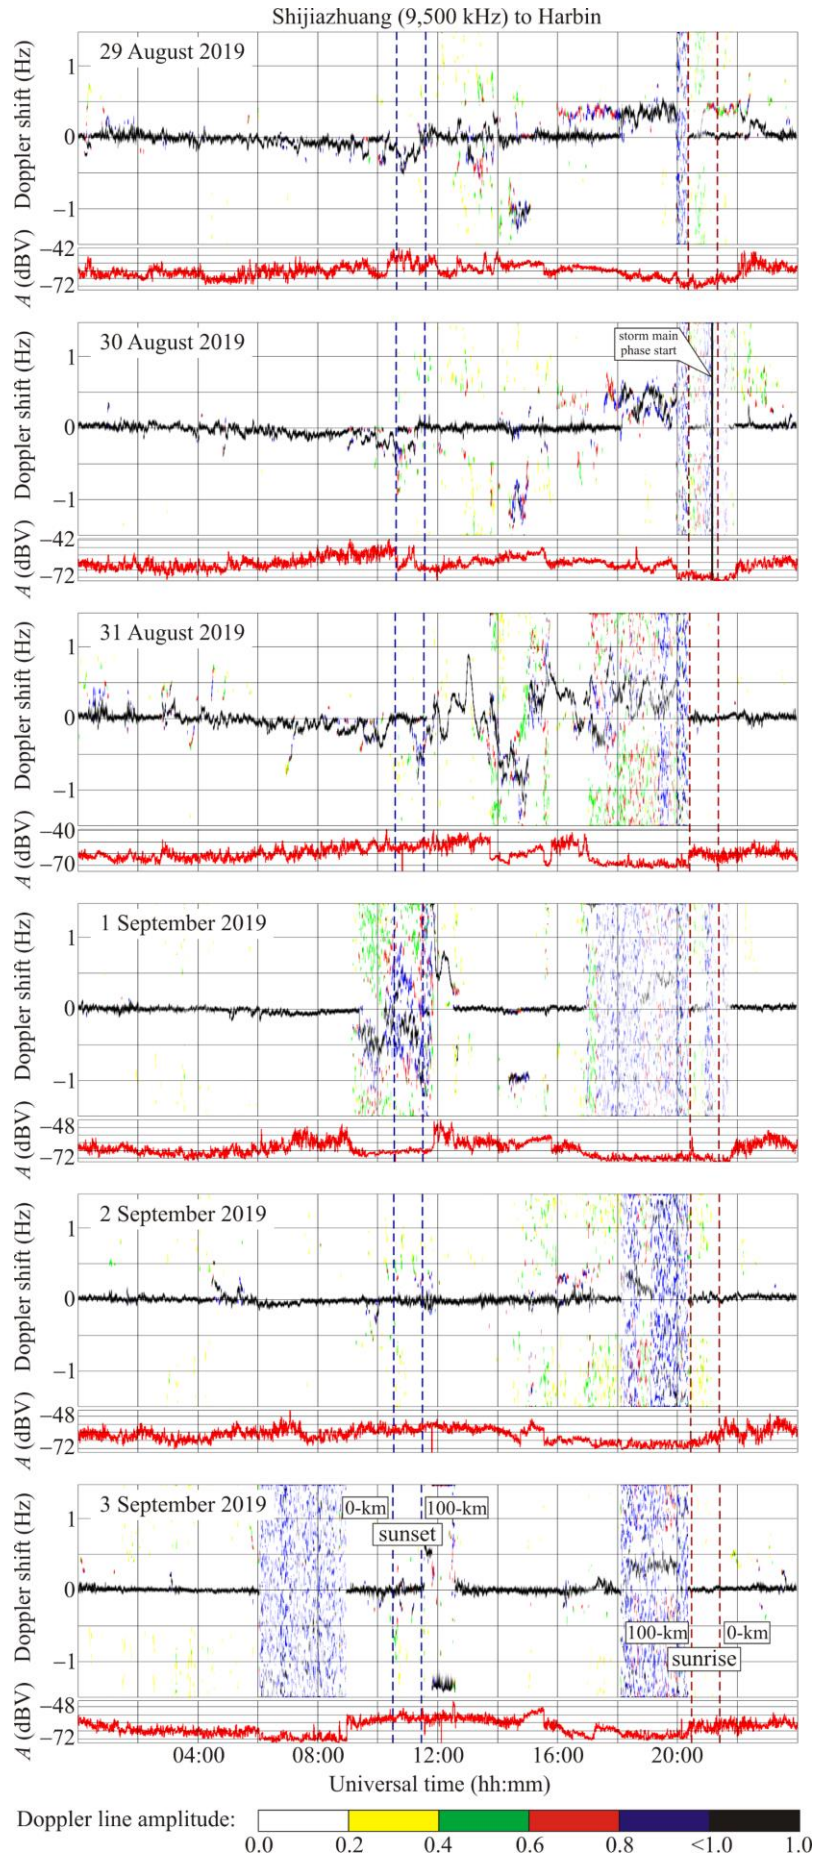 Shijiazhuang (9,500 kHz) to Harbin
29 August 2019
Doppler shift (Hz)
1
0
−1
A (dBV)
−42
−72
30 August 2019
storm main
phase start
Doppler shift (Hz)
1
0
−1
A (dBV)
−42
−72
31 August 2019
Doppler shift (Hz)
1
0
−1
A (dBV)
−40
−70
1 September 2019
Doppler shift (Hz)
1
0
−1
A (dBV)
−48
−72
2 September 2019
Doppler shift (Hz)
1
0
−1
A (dBV)
−48
−72
3 September 2019
0-km 100-km
sunset
Doppler shift (Hz)
1
0
−1
100-km 0-km
sunrise
A (dBV)
−48
−72
04:00 08:00 12:00 16:00 20:00
Universal time (hh:mm)
Doppler line amplitude:
0.0 0.2 0.4 0.6 0.8 <1.0 1.0